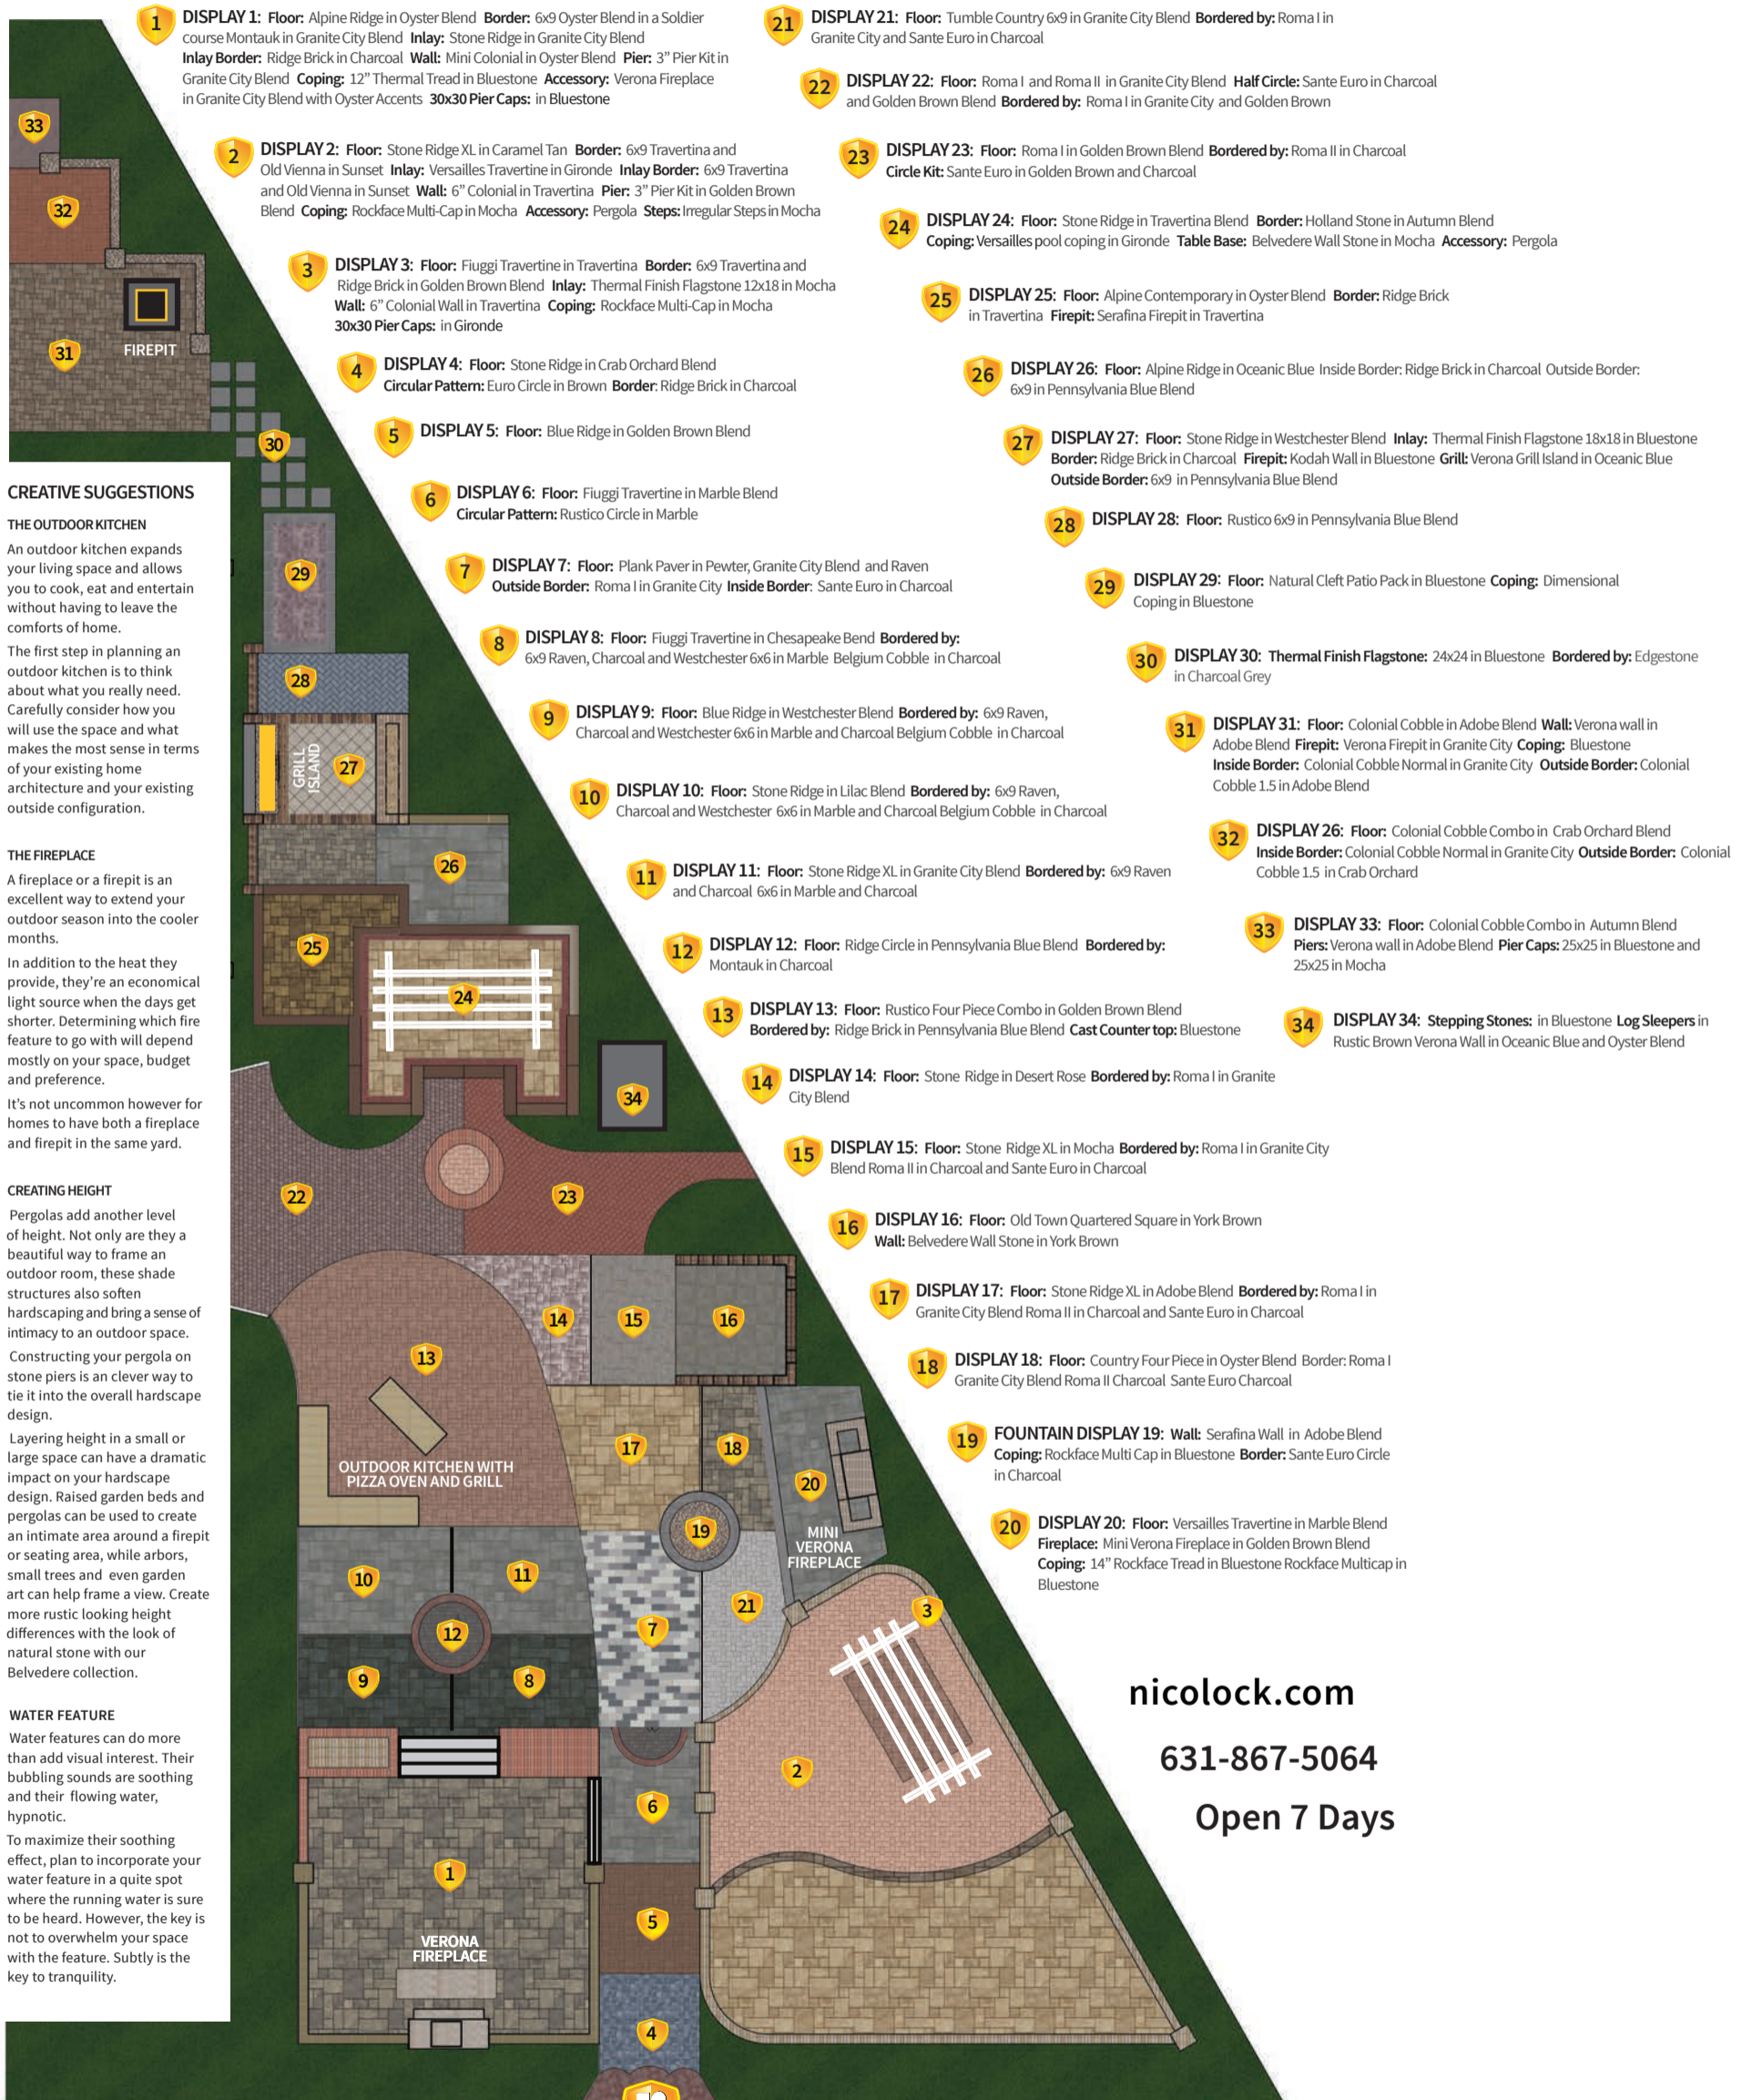 1 DISPLAY 1: Floor: Alpine Ridge in Oyster Blend Border: 6x9 Oyster Blend in a Soldier
course Montauk in Granite City Blend Inlay: Stone Ridge in Granite City Blend
Inlay Border: Ridge Brick in Charcoal Wall: Mini Colonial in Oyster Blend Pier: 3” Pier Kit in
Granite City Blend Coping: 12” Thermal Tread in Bluestone Accessory: Verona Fireplace
in Granite City Blend with Oyster Accents 30x30 Pier Caps: in Bluestone
2 DISPLAY 2: Floor: Stone Ridge XL in Caramel Tan Border: 6x9 Travertina and
Old Vienna in Sunset Inlay: Versailles Travertine in Gironde Inlay Border: 6x9 Travertina
and Old Vienna in Sunset Wall: 6” Colonial in Travertina Pier: 3” Pier Kit in Golden Brown
Blend Coping: Rockface Multi-Cap in Mocha Accessory: Pergola Steps: Irregular Steps in Mocha
3 DISPLAY 3: Floor: Fiuggi Travertine in Travertina Border: 6x9 Travertina and
Ridge Brick in Golden Brown Blend Inlay: Thermal Finish Flagstone 12x18 in Mocha
Wall: 6” Colonial Wall in Travertina Coping: Rockface Multi-Cap in Mocha
30x30 Pier Caps: in Gironde
4 DISPLAY 4: Floor: Stone Ridge in Crab Orchard Blend
Circular Pattern: Euro Circle in Brown Border: Ridge Brick in Charcoal
5 DISPLAY 5: Floor: Blue Ridge in Golden Brown Blend
6 DISPLAY 6: Floor: Fiuggi Travertine in Marble Blend
Circular Pattern: Rustico Circle in Marble
7 DISPLAY 7: Floor: Plank Paver in Pewter, Granite City Blend and Raven
Outside Border: Roma I in Granite City Inside Border: Sante Euro in Charcoal
8 DISPLAY 8: Floor: Fiuggi Travertine in Chesapeake Bend Bordered by:
6x9 Raven, Charcoal and Westchester 6x6 in Marble Belgium Cobble in Charcoal
9 DISPLAY 9: Floor: Blue Ridge in Westchester Blend Bordered by: 6x9 Raven,
Charcoal and Westchester 6x6 in Marble and Charcoal Belgium Cobble in Charcoal
10 DISPLAY 10: Floor: Stone Ridge in Lilac Blend Bordered by: 6x9 Raven,
Charcoal and Westchester 6x6 in Marble and Charcoal Belgium Cobble in Charcoal
11 DISPLAY 11: Floor: Stone Ridge XL in Granite City Blend Bordered by: 6x9 Raven
and Charcoal 6x6 in Marble and Charcoal
12 DISPLAY 12: Floor: Ridge Circle in Pennsylvania Blue Blend Bordered by:
Montauk in Charcoal
13 DISPLAY 13: Floor: Rustico Four Piece Combo in Golden Brown Blend
Bordered by: Ridge Brick in Pennsylvania Blue Blend Cast Counter top: Bluestone
14 DISPLAY 14: Floor: Stone Ridge in Desert Rose Bordered by: Roma I in Granite
City Blend
15 DISPLAY 15: Floor: Stone Ridge XL in Mocha Bordered by: Roma I in Granite City
Blend Roma II in Charcoal and Sante Euro in Charcoal
16 DISPLAY 16: Floor: Old Town Quartered Square in York Brown
Wall: Belvedere Wall Stone in York Brown
17 DISPLAY 17: Floor: Stone Ridge XL in Adobe Blend Bordered by: Roma I in
Granite City Blend Roma II in Charcoal and Sante Euro in Charcoal
18 DISPLAY 18: Floor: Country Four Piece in Oyster Blend Border: Roma I
Granite City Blend Roma II Charcoal Sante Euro Charcoal
19 FOUNTAIN DISPLAY 19: Wall: Serafina Wall in Adobe Blend
Coping: Rockface Multi Cap in Bluestone Border: Sante Euro Circle
in Charcoal
20 DISPLAY 20: Floor: Versailles Travertine in Marble Blend
Fireplace: Mini Verona Fireplace in Golden Brown Blend
Coping: 14” Rockface Tread in Bluestone Rockface Multicap in
Bluestone
21 DISPLAY 21: Floor: Tumble Country 6x9 in Granite City Blend Bordered by: Roma I in
Granite City and Sante Euro in Charcoal
22 DISPLAY 22: Floor: Roma I and Roma II in Granite City Blend Half Circle: Sante Euro in Charcoal
and Golden Brown Blend Bordered by: Roma I in Granite City and Golden Brown
23 DISPLAY 23: Floor: Roma I in Golden Brown Blend Bordered by: Roma II in Charcoal
Circle Kit: Sante Euro in Golden Brown and Charcoal
24 DISPLAY 24: Floor: Stone Ridge in Travertina Blend Border: Holland Stone in Autumn Blend
Coping: Versailles pool coping in Gironde Table Base: Belvedere Wall Stone in Mocha Accessory: Pergola
25 DISPLAY 25: Floor: Alpine Contemporary in Oyster Blend Border: Ridge Brick
in Travertina Firepit: Serafina Firepit in Travertina
26 DISPLAY 26: Floor: Alpine Ridge in Oceanic Blue Inside Border: Ridge Brick in Charcoal Outside Border:
6x9 in Pennsylvania Blue Blend
27 DISPLAY 27: Floor: Stone Ridge in Westchester Blend Inlay: Thermal Finish Flagstone 18x18 in Bluestone
Border: Ridge Brick in Charcoal Firepit: Kodah Wall in Bluestone Grill: Verona Grill Island in Oceanic Blue
Outside Border: 6x9 in Pennsylvania Blue Blend
28 DISPLAY 28: Floor: Rustico 6x9 in Pennsylvania Blue Blend
29 DISPLAY 29: Floor: Natural Cleft Patio Pack in Bluestone Coping: Dimensional
Coping in Bluestone
30 DISPLAY 30: Thermal Finish Flagstone: 24x24 in Bluestone Bordered by: Edgestone
in Charcoal Grey
31 DISPLAY 31: Floor: Colonial Cobble in Adobe Blend Wall: Verona wall in
Adobe Blend Firepit: Verona Firepit in Granite City Coping: Bluestone
Inside Border: Colonial Cobble Normal in Granite City Outside Border: Colonial
Cobble 1.5 in Adobe Blend
32 DISPLAY 26: Floor: Colonial Cobble Combo in Crab Orchard Blend
Inside Border: Colonial Cobble Normal in Granite City Outside Border: Colonial
Cobble 1.5 in Crab Orchard
33 DISPLAY 33: Floor: Colonial Cobble Combo in Autumn Blend
Piers: Verona wall in Adobe Blend Pier Caps: 25x25 in Bluestone and
25x25 in Mocha
34 DISPLAY 34: Stepping Stones: in Bluestone Log Sleepers in
Rustic Brown Verona Wall in Oceanic Blue and Oyster Blend
CREATIVE SUGGESTIONS
THE OUTDOOR KITCHEN
An outdoor kitchen expands
your living space and allows
you to cook, eat and entertain
without having to leave the
comforts of home.
The first step in planning an
outdoor kitchen is to think
about what you really need.
Carefully consider how you
will use the space and what
makes the most sense in terms
of your existing home
architecture and your existing
outside configuration.
THE FIREPLACE
A fireplace or a firepit is an
excellent way to extend your
outdoor season into the cooler
months.
In addition to the heat they
provide, they’re an economical
light source when the days get
shorter. Determining which fire
feature to go with will depend
mostly on your space, budget
and preference.
It’s not uncommon however for
homes to have both a fireplace
and firepit in the same yard.
CREATING HEIGHT
Pergolas add another level
of height. Not only are they a
beautiful way to frame an
outdoor room, these shade
structures also soften
hardscaping and bring a sense of
intimacy to an outdoor space.
Constructing your pergola on
stone piers is an clever way to
tie it into the overall hardscape
design.
Layering height in a small or
large space can have a dramatic
impact on your hardscape
design. Raised garden beds and
pergolas can be used to create
an intimate area around a firepit
or seating area, while arbors,
small trees and even garden
art can help frame a view. Create
more rustic looking height
differences with the look of
natural stone with our
Belvedere collection.
WATER FEATURE
Water features can do more
than add visual interest. Their
bubbling sounds are soothing
and their flowing water,
hypnotic.
To maximize their soothing
effect, plan to incorporate your
water feature in a quite spot
where the running water is sure
to be heard. However, the key is
not to overwhelm your space
with the feature. Subtly is the
key to tranquility.
33
32
31
FIREPIT
30
29
28
GRILL
ISLAND
27
26
25
24
34
22
23
14
15
16
13
OUTDOOR KITCHEN WITH
PIZZA OVEN AND GRILL
17
18
20
19
MINI
VERONA
FIREPLACE
10
11
12
21
7
3
9
8
2
6
1
VERONA
FIREPLACE
5
4
nicolock.com
631-867-5064
Open 7 Days